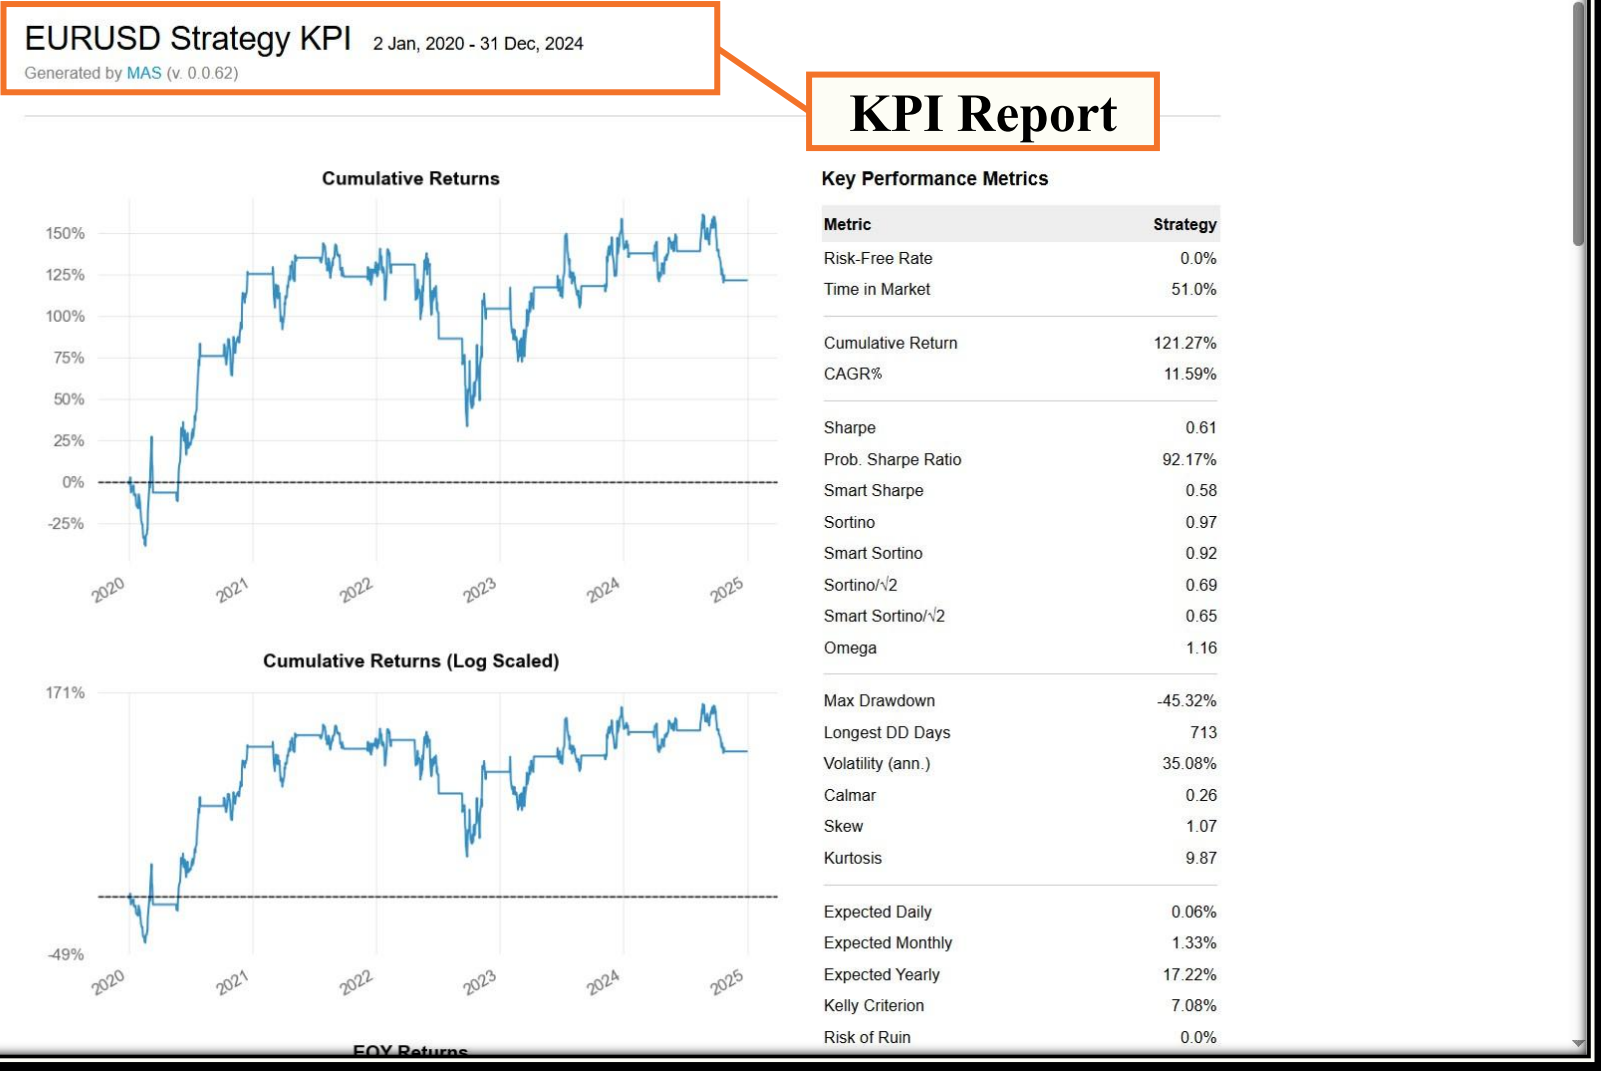 EURUSD Strategy KPI 2 Jan, 2020 - 31 Dec, 2024
Generated by MAS (v. 0.0.62)
KPI Report
Cumulative Returns
150%
125%
100%
75%
50%
25%
0%
-25%
2020 2021 2022 2023 2024 2025
Cumulative Returns (Log Scaled)
171%
-49%
2020 2021 2022 2023 2024 2025
EOY Returns
Key Performance Metrics
Metric Strategy
Risk-Free Rate 0.0%
Time in Market 51.0%
Cumulative Return 121.27%
CAGR% 11.59%
Sharpe 0.61
Prob. Sharpe Ratio 92.17%
Smart Sharpe 0.58
Sortino 0.97
Smart Sortino 0.92
Sortino/√2 0.69
Smart Sortino/√2 0.65
Omega 1.16
Max Drawdown -45.32%
Longest DD Days 713
Volatility (ann.) 35.08%
Calmar 0.26
Skew 1.07
Kurtosis 9.87
Expected Daily 0.06%
Expected Monthly 1.33%
Expected Yearly 17.22%
Kelly Criterion 7.08%
Risk of Ruin 0.0%